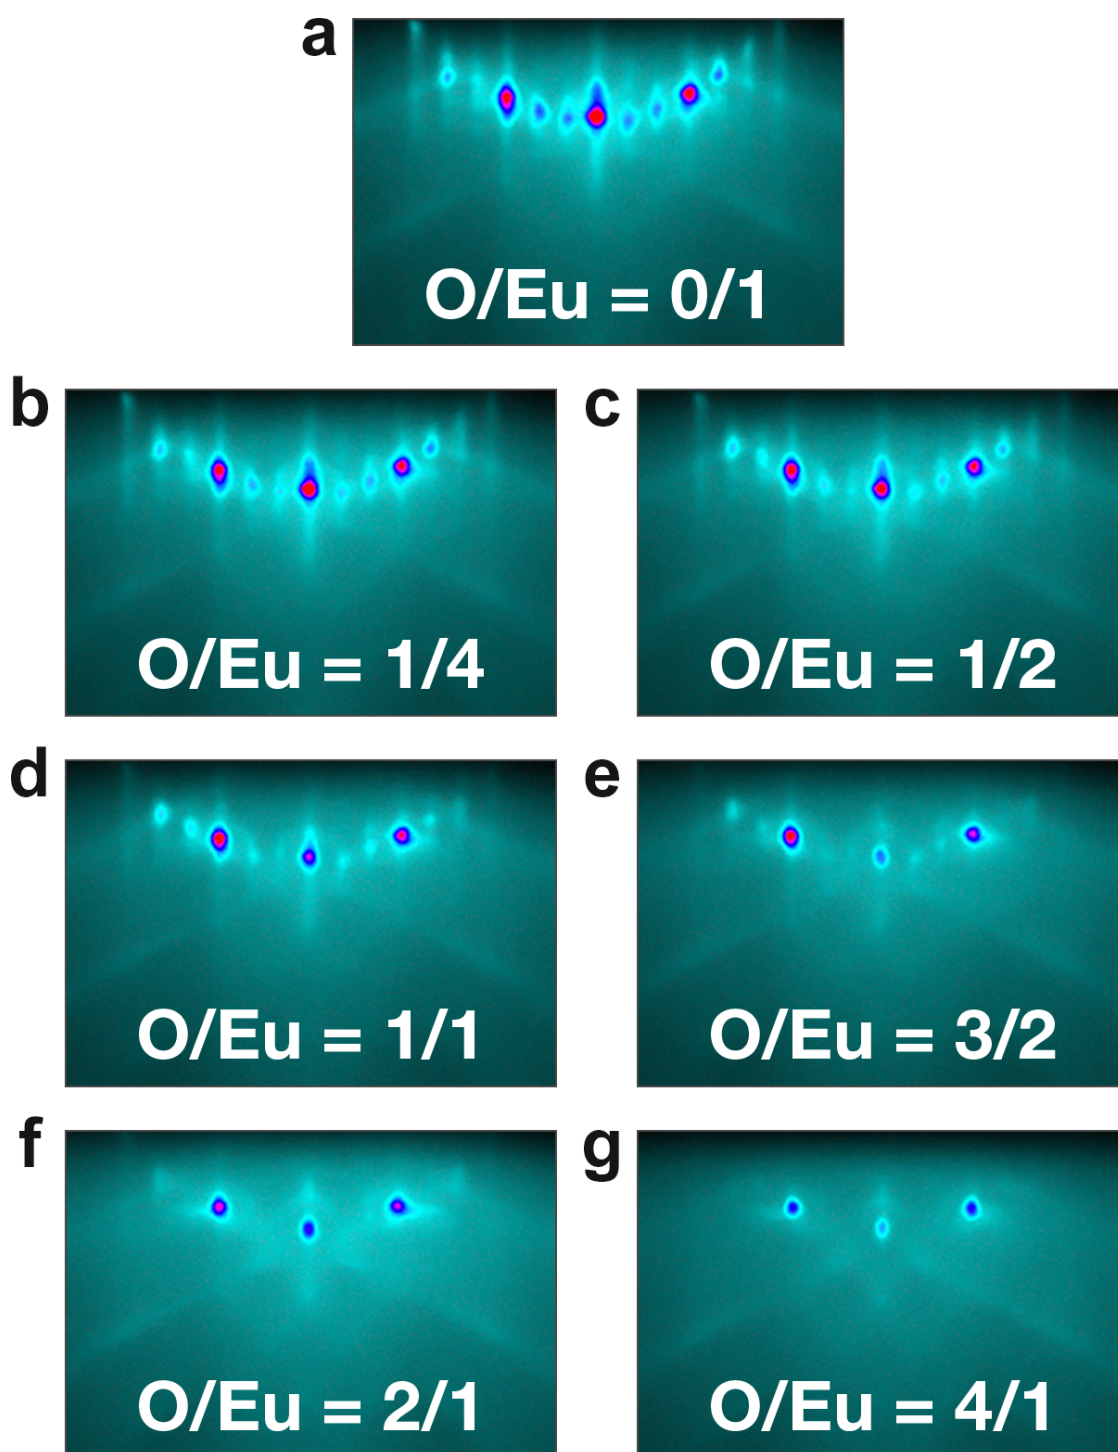 a
O/Eu = 0/1
b
O/Eu = 1/4
c
O/Eu = 1/2
d
O/Eu = 1/1
e
O/Eu = 3/2
f
O/Eu = 2/1
g
O/Eu = 4/1